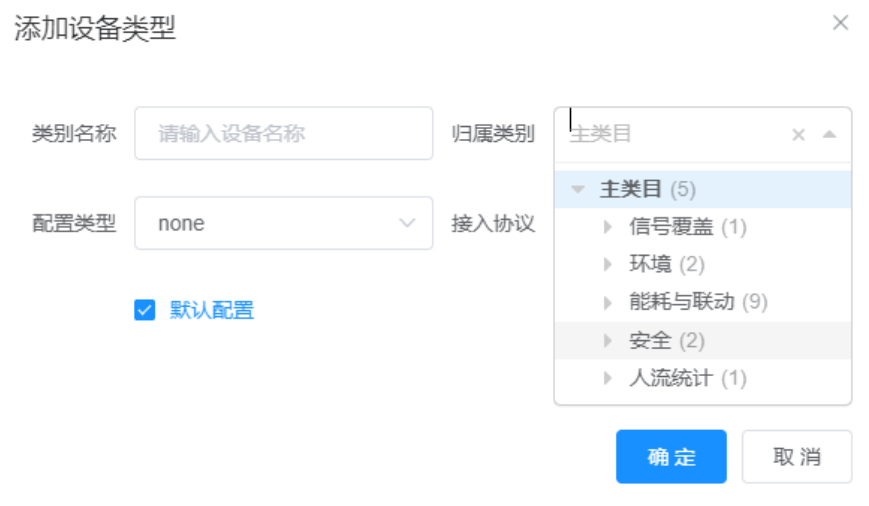 添加设备类型
类别名称 请输入设备名称 归属类别 主类目
主类目 (5)
配置类型 none 接入协议
信号覆盖 (1)
环境 (2)
能耗与联动 (9)
默认配置
安全 (2)
人流统计 (1)
确定 取消